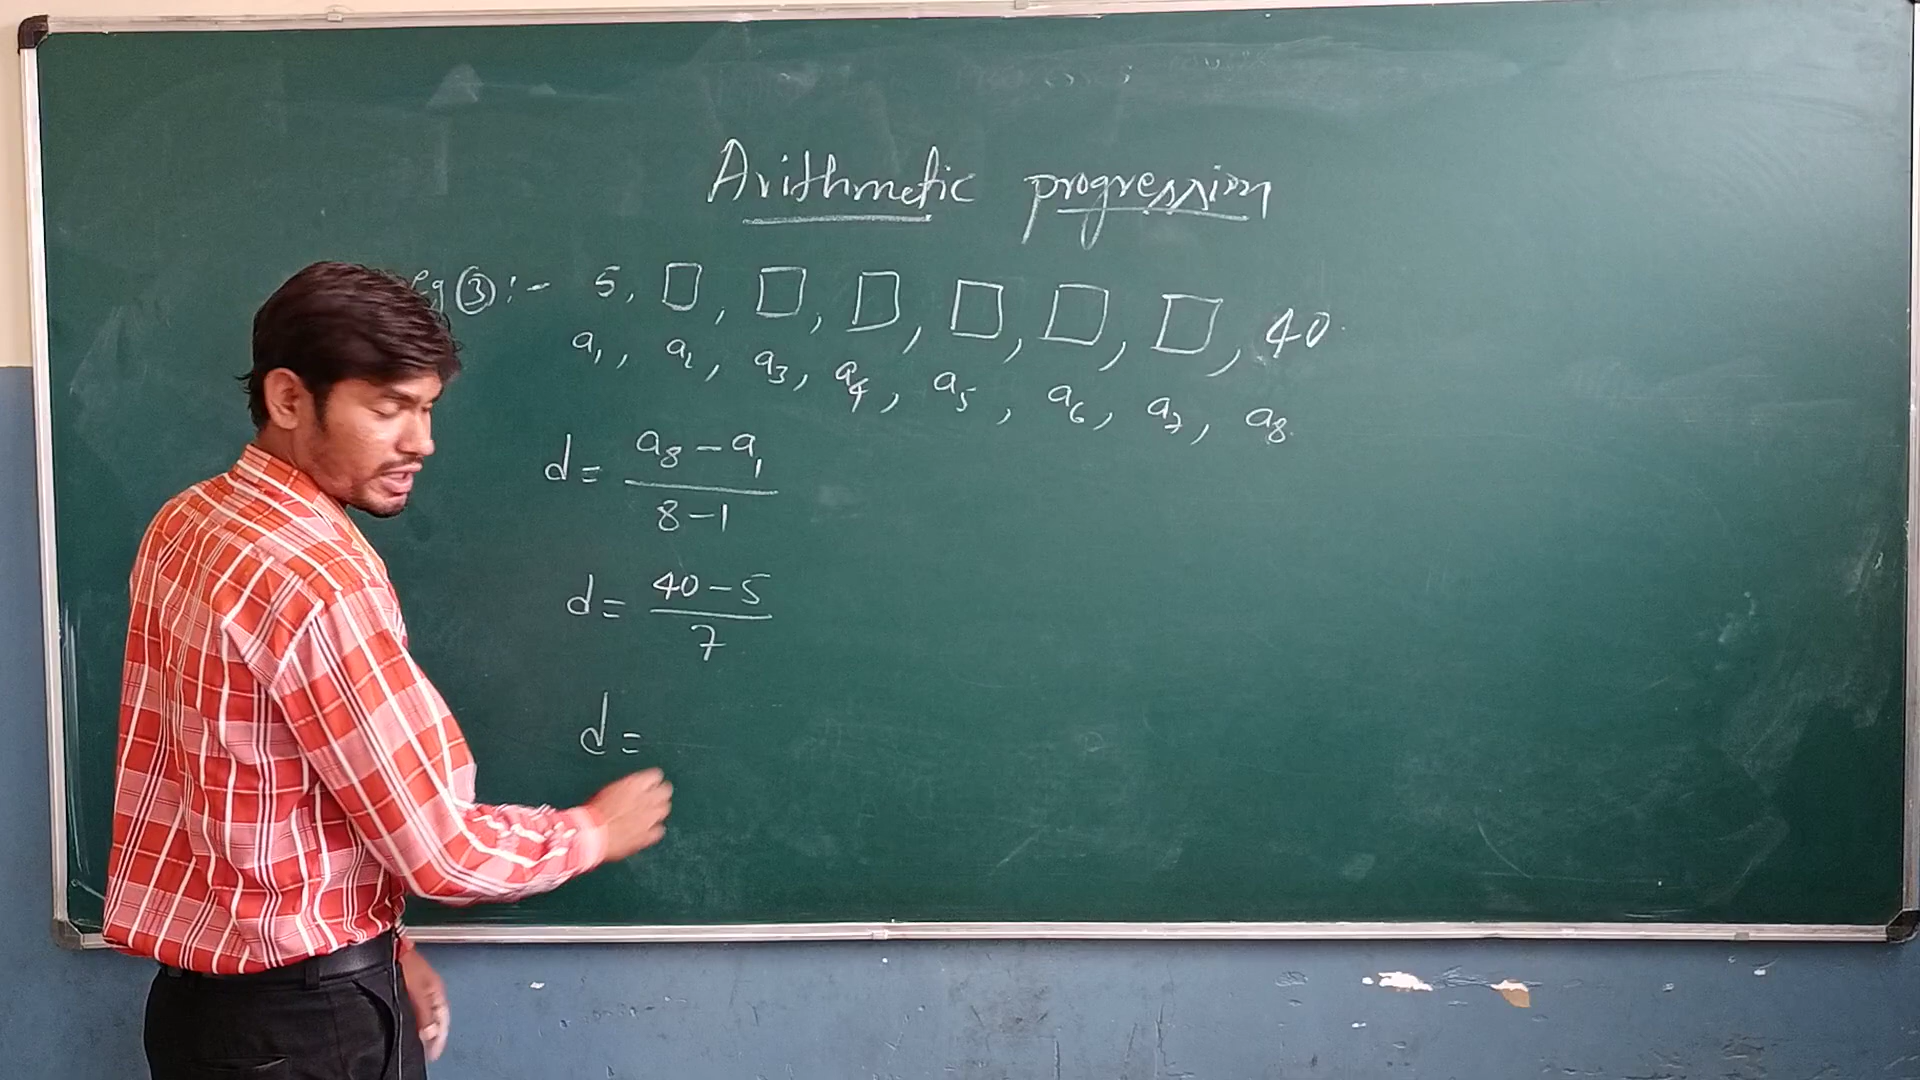 Arithmetic progression
eg ③ :- 5, □, □, □, □, □, □, 40.
a₁, a₂, a₃, a₄, a₅, a₆, a₇, a₈.
d = (a₈ - a₁) / (8 - 1)
d = (40 - 5) / 7
d =